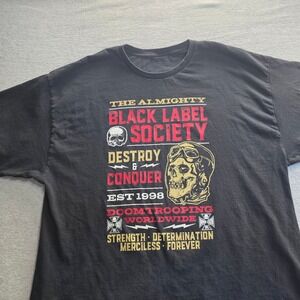 THE ALMIGHTY
BLACK LABEL
SOCIETY
DESTROY
&
CONQUER
EST 1998
DOOMTROOPING
WORLDWIDE
STRENGTH · DETERMINATION
MERCILESS · FOREVER